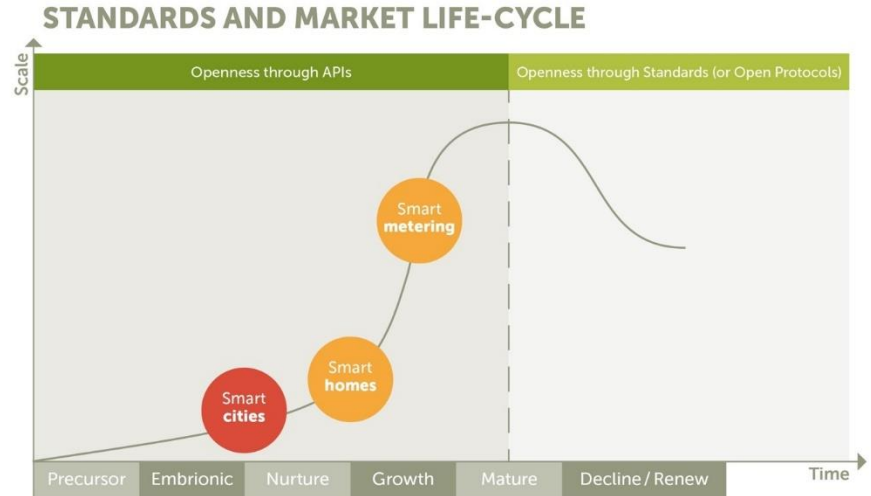 STANDARDS AND MARKET LIFE-CYCLE
Scale
Openness through APIs
Openness through Standards (or Open Protocols)
Smart
metering
Smart
homes
Smart
cities
Precursor
Embrionic
Nurture
Growth
Mature
Decline / Renew
Time